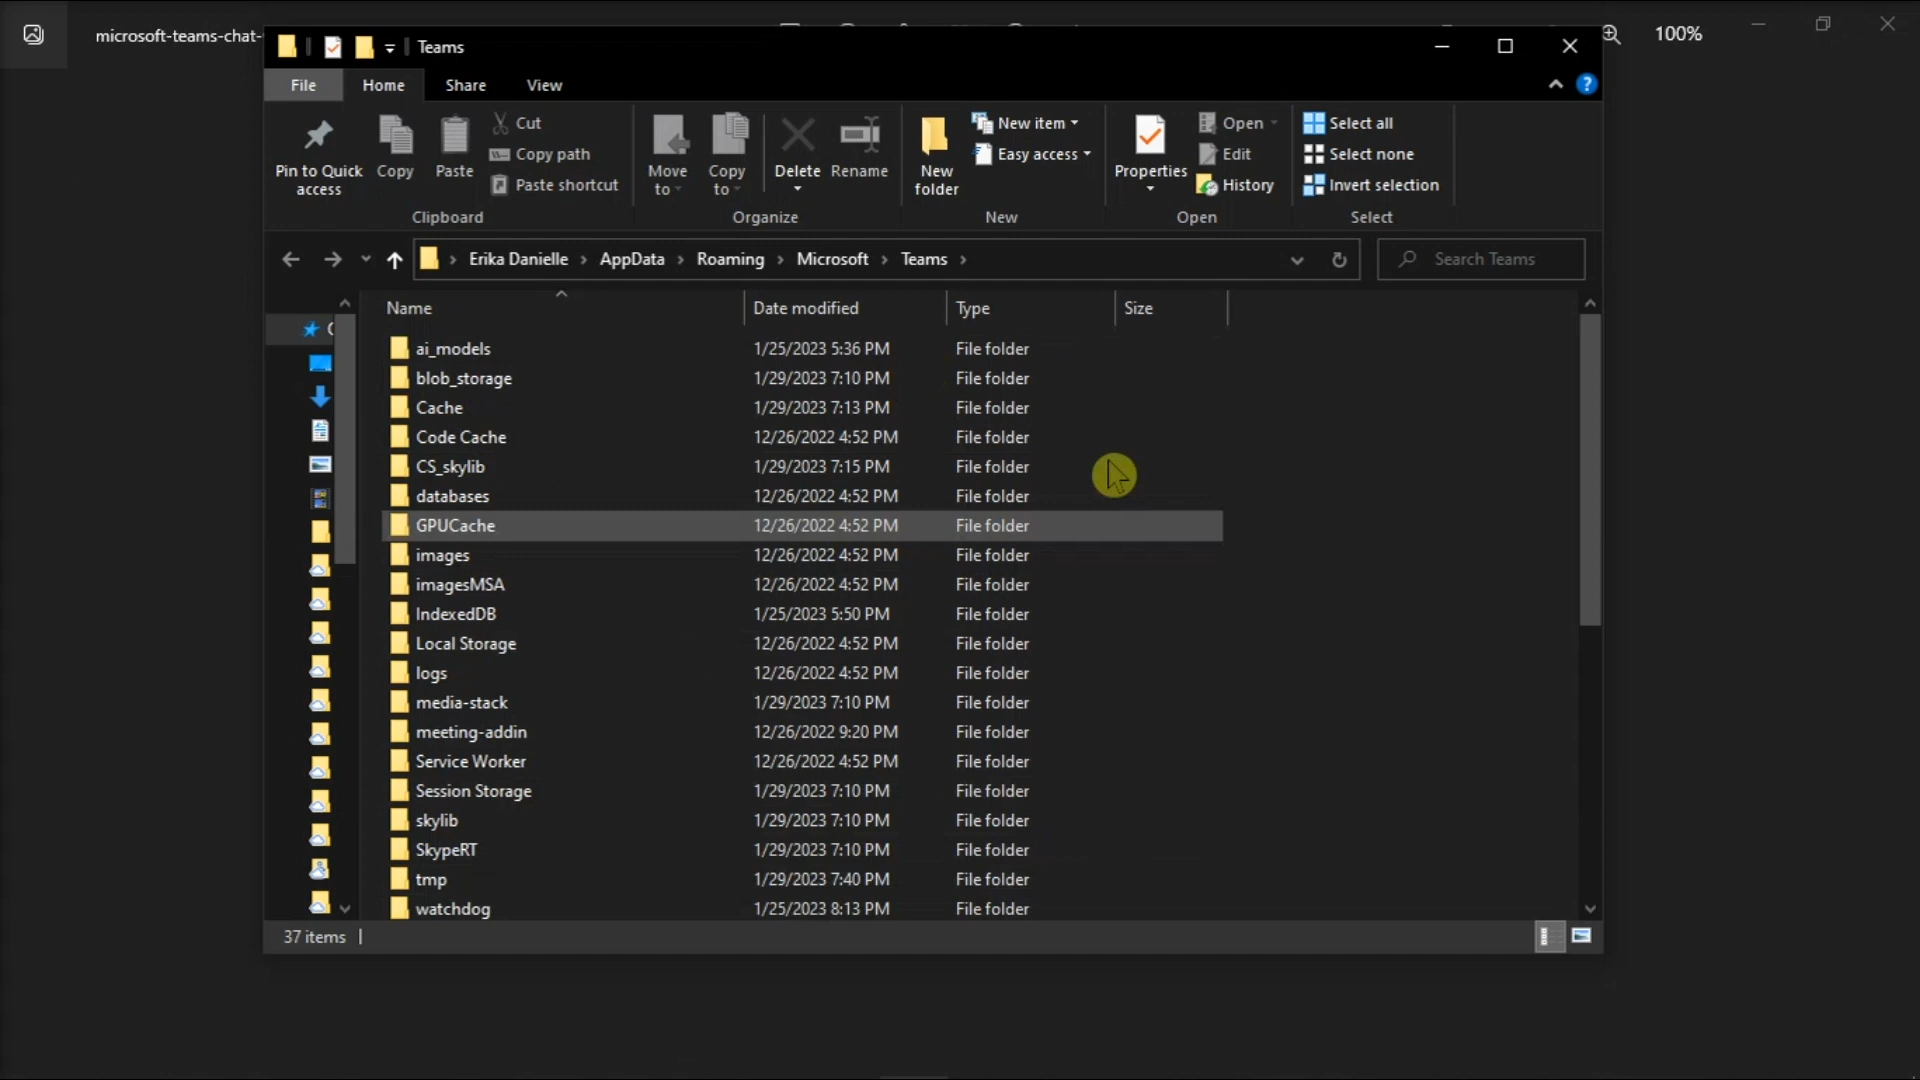 microsoft-teams-chat-
100%
Teams
File Home Share View
Pin to Quick access
Copy
Paste
Cut
Copy path
Paste shortcut
Clipboard
Move to
Copy to
Delete
Rename
Organize
New folder
New item
Easy access
New
Properties
Open
Edit
History
Open
Select all
Select none
Invert selection
Select
Erika Danielle > AppData > Roaming > Microsoft > Teams >
Search Teams
Name Date modified Type Size
ai_models 1/25/2023 5:36 PM File folder
blob_storage 1/29/2023 7:10 PM File folder
Cache 1/29/2023 7:13 PM File folder
Code Cache 12/26/2022 4:52 PM File folder
CS_skylib 1/29/2023 7:15 PM File folder
databases 12/26/2022 4:52 PM File folder
GPUCache 12/26/2022 4:52 PM File folder
images 12/26/2022 4:52 PM File folder
imagesMSA 12/26/2022 4:52 PM File folder
IndexedDB 1/25/2023 5:50 PM File folder
Local Storage 12/26/2022 4:52 PM File folder
logs 12/26/2022 4:52 PM File folder
media-stack 1/29/2023 7:10 PM File folder
meeting-addin 12/26/2022 9:20 PM File folder
Service Worker 12/26/2022 4:52 PM File folder
Session Storage 1/29/2023 7:10 PM File folder
skylib 1/29/2023 7:10 PM File folder
SkypeRT 1/29/2023 7:10 PM File folder
tmp 1/29/2023 7:40 PM File folder
watchdog 1/25/2023 8:13 PM File folder
37 items